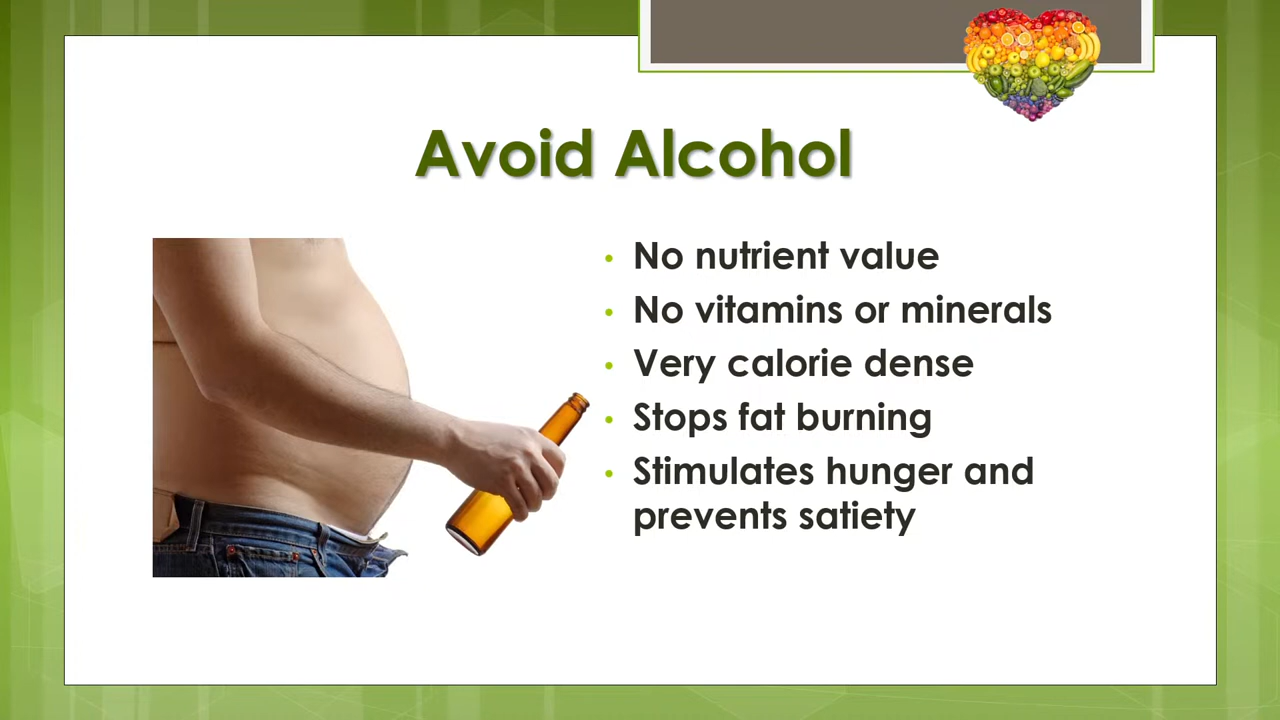 Avoid Alcohol
• No nutrient value
• No vitamins or minerals
• Very calorie dense
• Stops fat burning
• Stimulates hunger and
prevents satiety